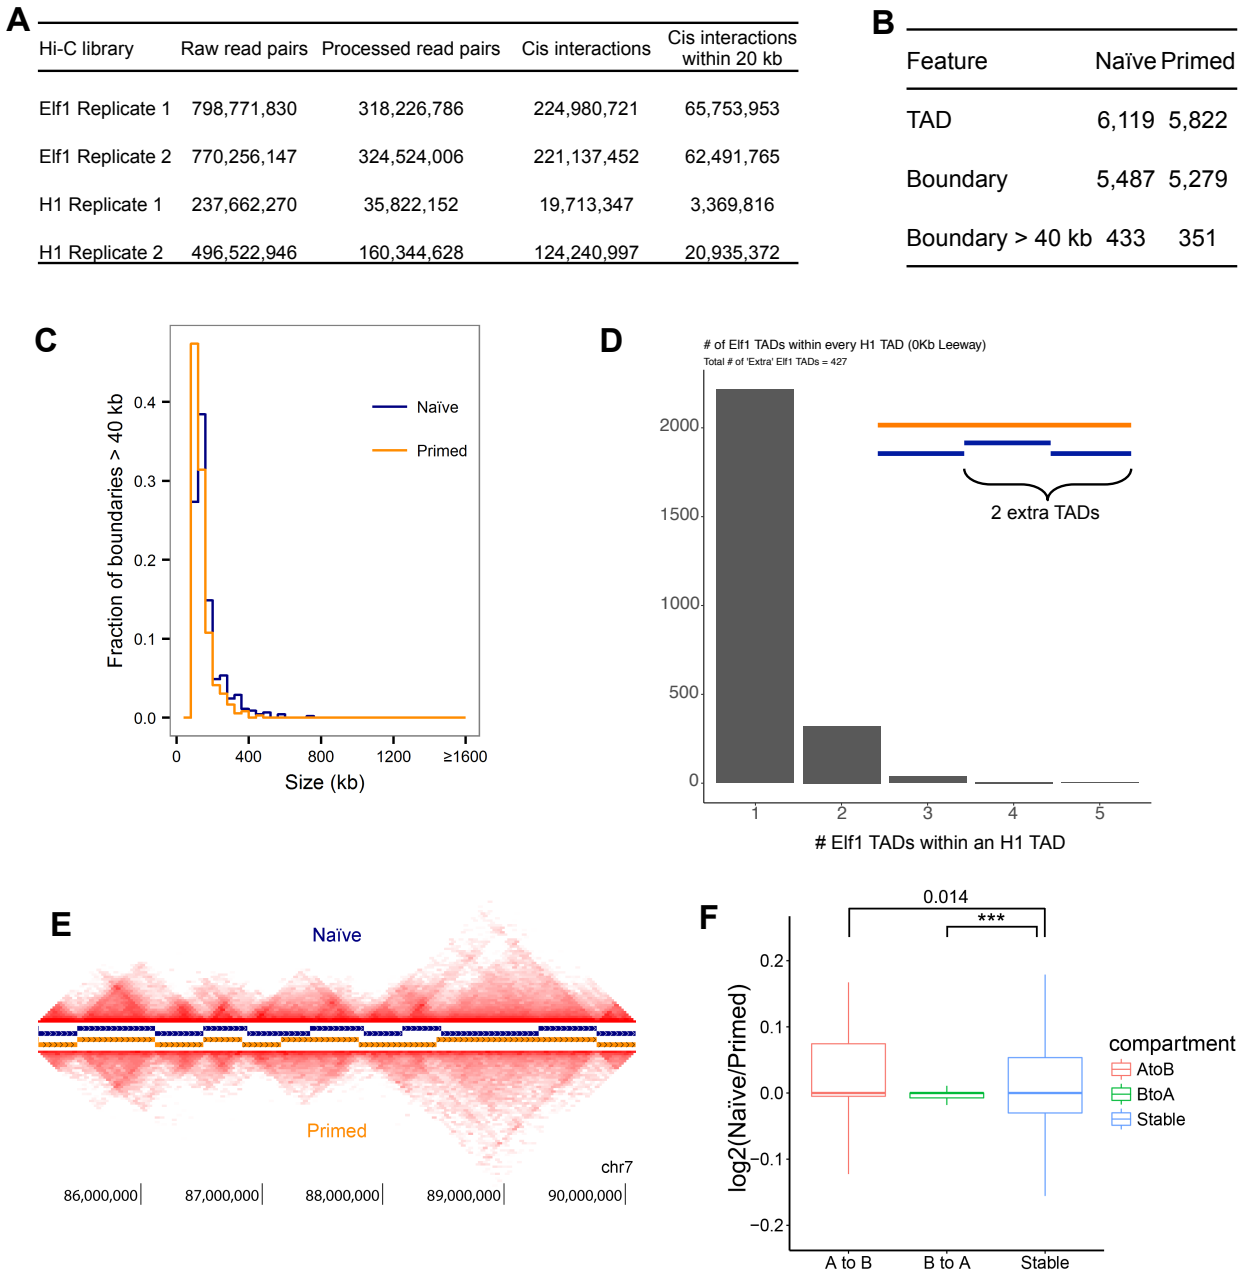 A
Hi-C library Raw read pairs Processed read pairs Cis interactions Cis interactions within 20 kb
Elf1 Replicate 1 798,771,830 318,226,786 224,980,721 65,753,953
Elf1 Replicate 2 770,256,147 324,524,006 221,137,452 62,491,765
H1 Replicate 1 237,662,270 35,822,152 19,713,347 3,369,816
H1 Replicate 2 496,522,946 160,344,628 124,240,997 20,935,372
B
Feature Naïve Primed
TAD 6,119 5,822
Boundary 5,487 5,279
Boundary > 40 kb 433 351
C
Fraction of boundaries > 40 kb
0.4
0.3
0.2
0.1
0.0
Naïve
Primed
0 400 800 1200 ≥1600
Size (kb)
D
# of Elf1 TADs within every H1 TAD (0Kb Leeway)
Total # of 'Extra' Elf1 TADs = 427
2000
1500
1000
500
0
2 extra TADs
1 2 3 4 5
# Elf1 TADs within an H1 TAD
E
Naïve
Primed
chr7
86,000,000 87,000,000 88,000,000 89,000,000 90,000,000
F
0.014
***
log2(Naïve/Primed)
0.2
0.1
0.0
−0.1
−0.2
A to B B to A Stable
compartment
AtoB
BtoA
Stable